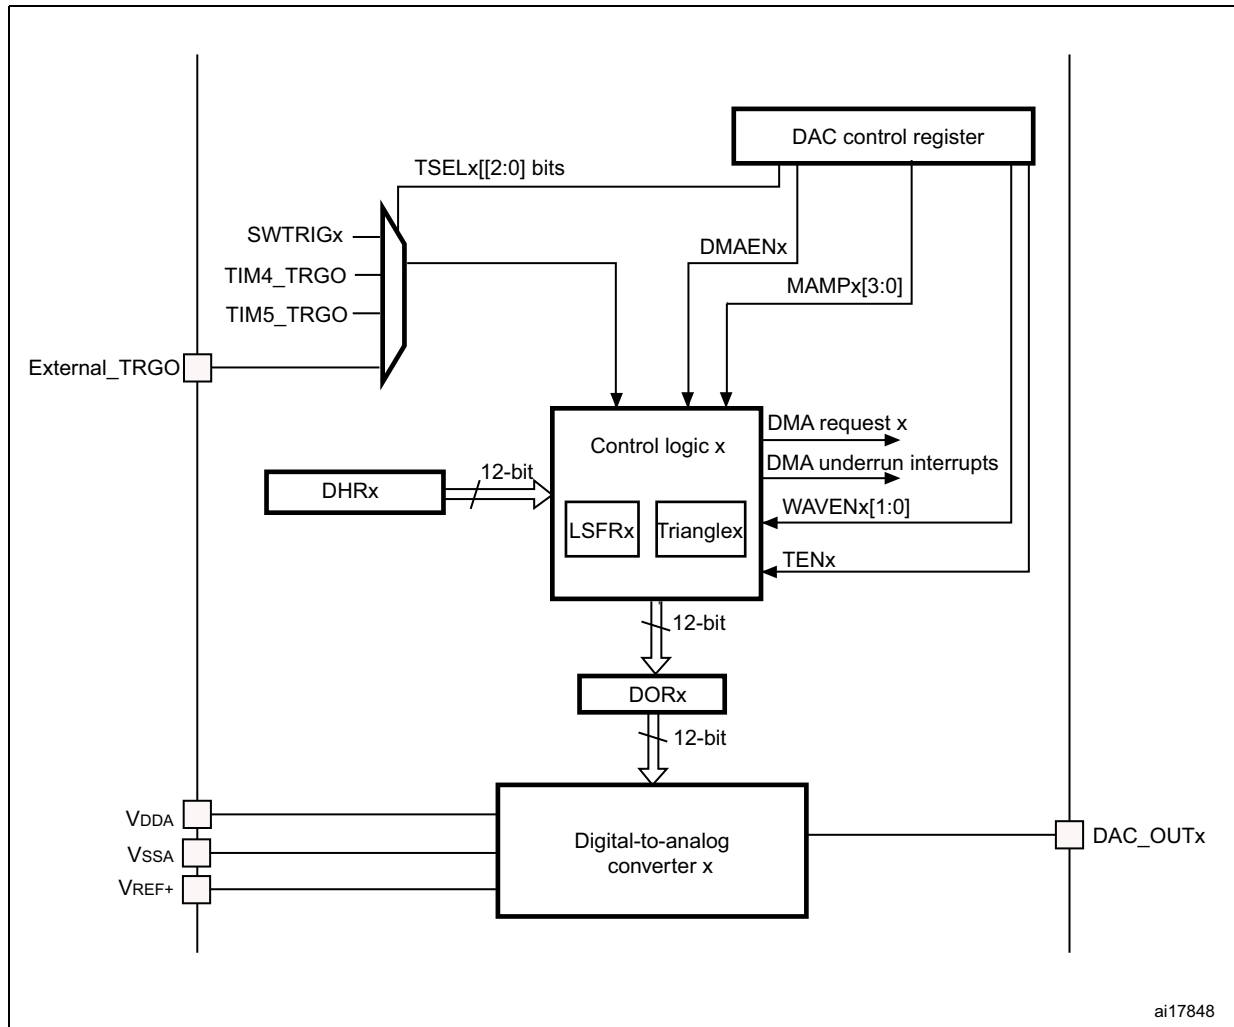 DAC control register
TSELx[[2:0] bits
SWTRIGx
TIM4_TRGO
TIM5_TRGO
External_TRGO
DMAENx
MAMPx[3:0]
Control logic x
DMA request x
DMA underrun interrupts
12-bit
DHRx
LSFRx
Trianglex
WAVENx[1:0]
TENx
12-bit
DORx
12-bit
VDDA
VSSA
VREF+
Digital-to-analog
converter x
DAC_OUTx
ai17848